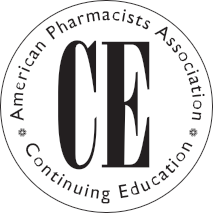 American Pharmacists Association
CE
Continuing Education